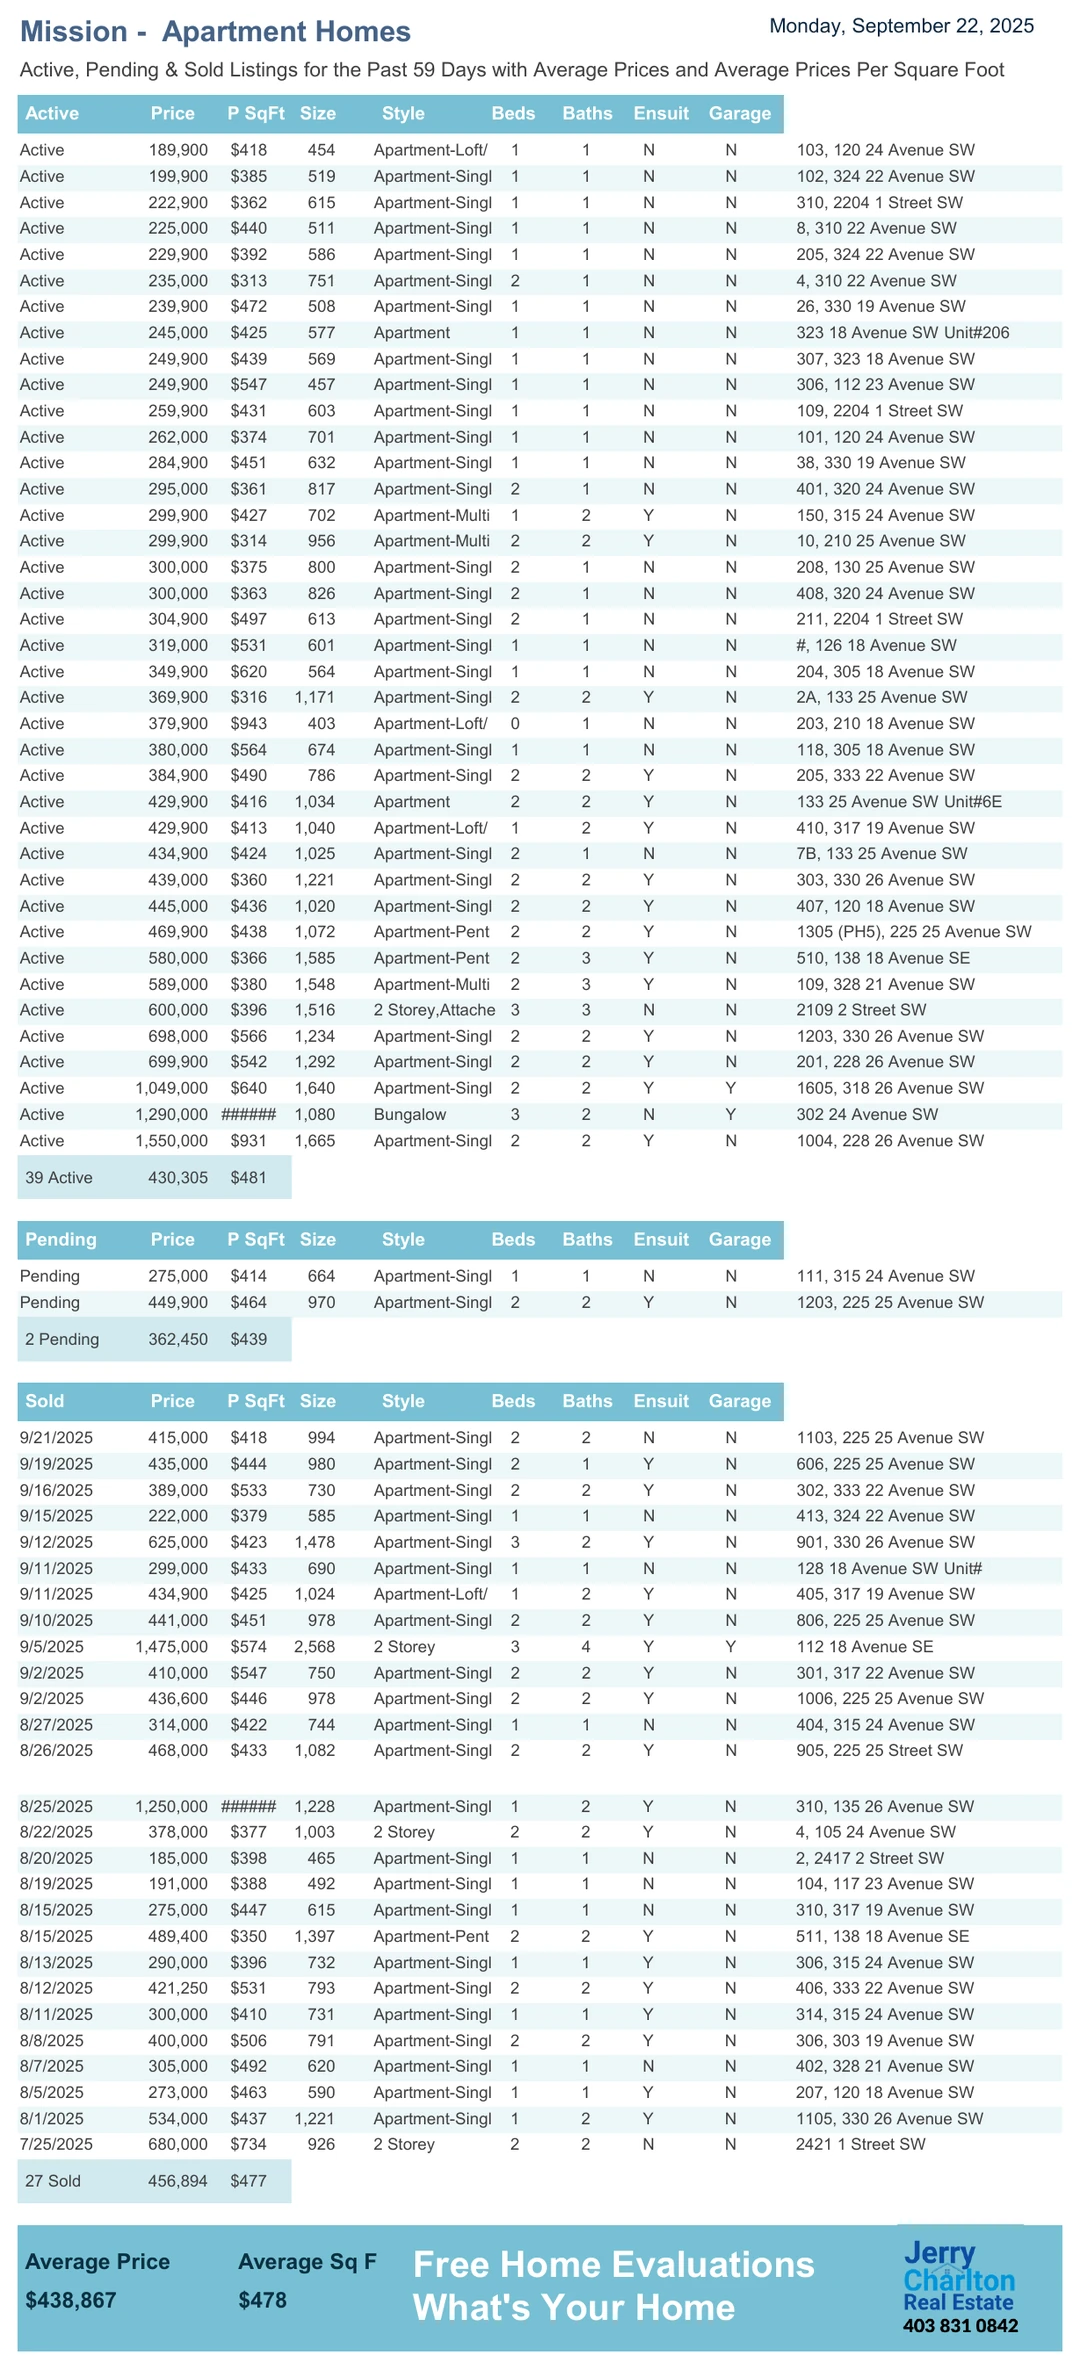 Mission - Apartment Homes
Monday, September 22, 2025
Active, Pending & Sold Listings for the Past 59 Days with Average Prices and Average Prices Per Square Foot
Active Price P SqFt Size Style Beds Baths Ensuit Garage
Active 189,900 $418 454 Apartment-Loft/ 1 1 N N 103, 120 24 Avenue SW
Active 199,900 $385 519 Apartment-Singl 1 1 N N 102, 324 22 Avenue SW
Active 222,900 $362 615 Apartment-Singl 1 1 N N 310, 2204 1 Street SW
Active 225,000 $440 511 Apartment-Singl 1 1 N N 8, 310 22 Avenue SW
Active 229,900 $392 586 Apartment-Singl 1 1 N N 205, 324 22 Avenue SW
Active 235,000 $313 751 Apartment-Singl 2 1 N N 4, 310 22 Avenue SW
Active 239,900 $472 508 Apartment-Singl 1 1 N N 26, 330 19 Avenue SW
Active 245,000 $425 577 Apartment 1 1 N N 323 18 Avenue SW Unit#206
Active 249,900 $439 569 Apartment-Singl 1 1 N N 307, 323 18 Avenue SW
Active 249,900 $547 457 Apartment-Singl 1 1 N N 306, 112 23 Avenue SW
Active 259,900 $431 603 Apartment-Singl 1 1 N N 109, 2204 1 Street SW
Active 262,000 $374 701 Apartment-Singl 1 1 N N 101, 120 24 Avenue SW
Active 284,900 $451 632 Apartment-Singl 1 1 N N 38, 330 19 Avenue SW
Active 295,000 $361 817 Apartment-Singl 2 1 N N 401, 320 24 Avenue SW
Active 299,900 $427 702 Apartment-Multi 1 2 Y N 150, 315 24 Avenue SW
Active 299,900 $314 956 Apartment-Multi 2 2 Y N 10, 210 25 Avenue SW
Active 300,000 $375 800 Apartment-Singl 2 1 N N 208, 130 25 Avenue SW
Active 300,000 $363 826 Apartment-Singl 2 1 N N 408, 320 24 Avenue SW
Active 304,900 $497 613 Apartment-Singl 2 1 N N 211, 2204 1 Street SW
Active 319,000 $531 601 Apartment-Singl 1 1 N N #, 126 18 Avenue SW
Active 349,900 $620 564 Apartment-Singl 1 1 N N 204, 305 18 Avenue SW
Active 369,900 $316 1,171 Apartment-Singl 2 2 Y N 2A, 133 25 Avenue SW
Active 379,900 $943 403 Apartment-Loft/ 0 1 N N 203, 210 18 Avenue SW
Active 380,000 $564 674 Apartment-Singl 1 1 N N 118, 305 18 Avenue SW
Active 384,900 $490 786 Apartment-Singl 2 2 Y N 205, 333 22 Avenue SW
Active 429,900 $416 1,034 Apartment 2 2 Y N 133 25 Avenue SW Unit#6E
Active 429,900 $413 1,040 Apartment-Loft/ 1 2 Y N 410, 317 19 Avenue SW
Active 434,900 $424 1,025 Apartment-Singl 2 1 N N 7B, 133 25 Avenue SW
Active 439,000 $360 1,221 Apartment-Singl 2 2 Y N 303, 330 26 Avenue SW
Active 445,000 $436 1,020 Apartment-Singl 2 2 Y N 407, 120 18 Avenue SW
Active 469,900 $438 1,072 Apartment-Pent 2 2 Y N 1305 (PH5), 225 25 Avenue SW
Active 580,000 $366 1,585 Apartment-Pent 2 3 Y N 510, 138 18 Avenue SE
Active 589,000 $380 1,548 Apartment-Multi 2 3 Y N 109, 328 21 Avenue SW
Active 600,000 $396 1,516 2 Storey,Attache 3 3 N N 2109 2 Street SW
Active 698,000 $566 1,234 Apartment-Singl 2 2 Y N 1203, 330 26 Avenue SW
Active 699,900 $542 1,292 Apartment-Singl 2 2 Y N 201, 228 26 Avenue SW
Active 1,049,000 $640 1,640 Apartment-Singl 2 2 Y Y 1605, 318 26 Avenue SW
Active 1,290,000 ###### 1,080 Bungalow 3 2 N Y 302 24 Avenue SW
Active 1,550,000 $931 1,665 Apartment-Singl 2 2 Y N 1004, 228 26 Avenue SW
39 Active 430,305 $481
Pending Price P SqFt Size Style Beds Baths Ensuit Garage
Pending 275,000 $414 664 Apartment-Singl 1 1 N N 111, 315 24 Avenue SW
Pending 449,900 $464 970 Apartment-Singl 2 2 Y N 1203, 225 25 Avenue SW
2 Pending 362,450 $439
Sold Price P SqFt Size Style Beds Baths Ensuit Garage
9/21/2025 415,000 $418 994 Apartment-Singl 2 2 N N 1103, 225 25 Avenue SW
9/19/2025 435,000 $444 980 Apartment-Singl 2 1 Y N 606, 225 25 Avenue SW
9/16/2025 389,000 $533 730 Apartment-Singl 2 2 Y N 302, 333 22 Avenue SW
9/15/2025 222,000 $379 585 Apartment-Singl 1 1 N N 413, 324 22 Avenue SW
9/12/2025 625,000 $423 1,478 Apartment-Singl 3 2 Y N 901, 330 26 Avenue SW
9/11/2025 299,000 $433 690 Apartment-Singl 1 1 N N 128 18 Avenue SW Unit#
9/11/2025 434,900 $425 1,024 Apartment-Loft/ 1 2 Y N 405, 317 19 Avenue SW
9/10/2025 441,000 $451 978 Apartment-Singl 2 2 Y N 806, 225 25 Avenue SW
9/5/2025 1,475,000 $574 2,568 2 Storey 3 4 Y Y 112 18 Avenue SE
9/2/2025 410,000 $547 750 Apartment-Singl 2 2 Y N 301, 317 22 Avenue SW
9/2/2025 436,600 $446 978 Apartment-Singl 2 2 Y N 1006, 225 25 Avenue SW
8/27/2025 314,000 $422 744 Apartment-Singl 1 1 N N 404, 315 24 Avenue SW
8/26/2025 468,000 $433 1,082 Apartment-Singl 2 2 Y N 905, 225 25 Street SW
8/25/2025 1,250,000 ###### 1,228 Apartment-Singl 1 2 Y N 310, 135 26 Avenue SW
8/22/2025 378,000 $377 1,003 2 Storey 2 2 Y N 4, 105 24 Avenue SW
8/20/2025 185,000 $398 465 Apartment-Singl 1 1 N N 2, 2417 2 Street SW
8/19/2025 191,000 $388 492 Apartment-Singl 1 1 N N 104, 117 23 Avenue SW
8/15/2025 275,000 $447 615 Apartment-Singl 1 1 N N 310, 317 19 Avenue SW
8/15/2025 489,400 $350 1,397 Apartment-Pent 2 2 Y N 511, 138 18 Avenue SE
8/13/2025 290,000 $396 732 Apartment-Singl 1 1 Y N 306, 315 24 Avenue SW
8/12/2025 421,250 $531 793 Apartment-Singl 2 2 Y N 406, 333 22 Avenue SW
8/11/2025 300,000 $410 731 Apartment-Singl 1 1 Y N 314, 315 24 Avenue SW
8/8/2025 400,000 $506 791 Apartment-Singl 2 2 Y N 306, 303 19 Avenue SW
8/7/2025 305,000 $492 620 Apartment-Singl 1 1 N N 402, 328 21 Avenue SW
8/5/2025 273,000 $463 590 Apartment-Singl 1 1 Y N 207, 120 18 Avenue SW
8/1/2025 534,000 $437 1,221 Apartment-Singl 1 2 Y N 1105, 330 26 Avenue SW
7/25/2025 680,000 $734 926 2 Storey 2 2 N N 2421 1 Street SW
27 Sold 456,894 $477
Average Price Average Sq F
$438,867 $478
Free Home Evaluations
What's Your Home
Jerry
Charlton
Real Estate
403 831 0842